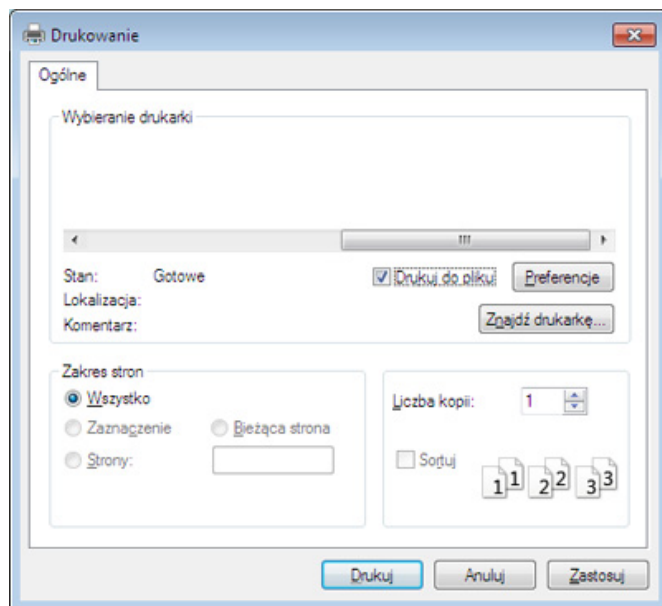 Drukowanie
Ogólne
Wybieranie drukarki
Stan: Gotowe
Drukuj do pliku
Preferencje
Lokalizacja:
Komentarz:
Znajdź drukarkę...
Zakres stron
Wszystko
Zaznaczenie
Bieżąca strona
Strony:
Liczba kopii: 1
Sortuj
1 1 2 2 3 3
Drukuj
Anuluj
Zastosuj